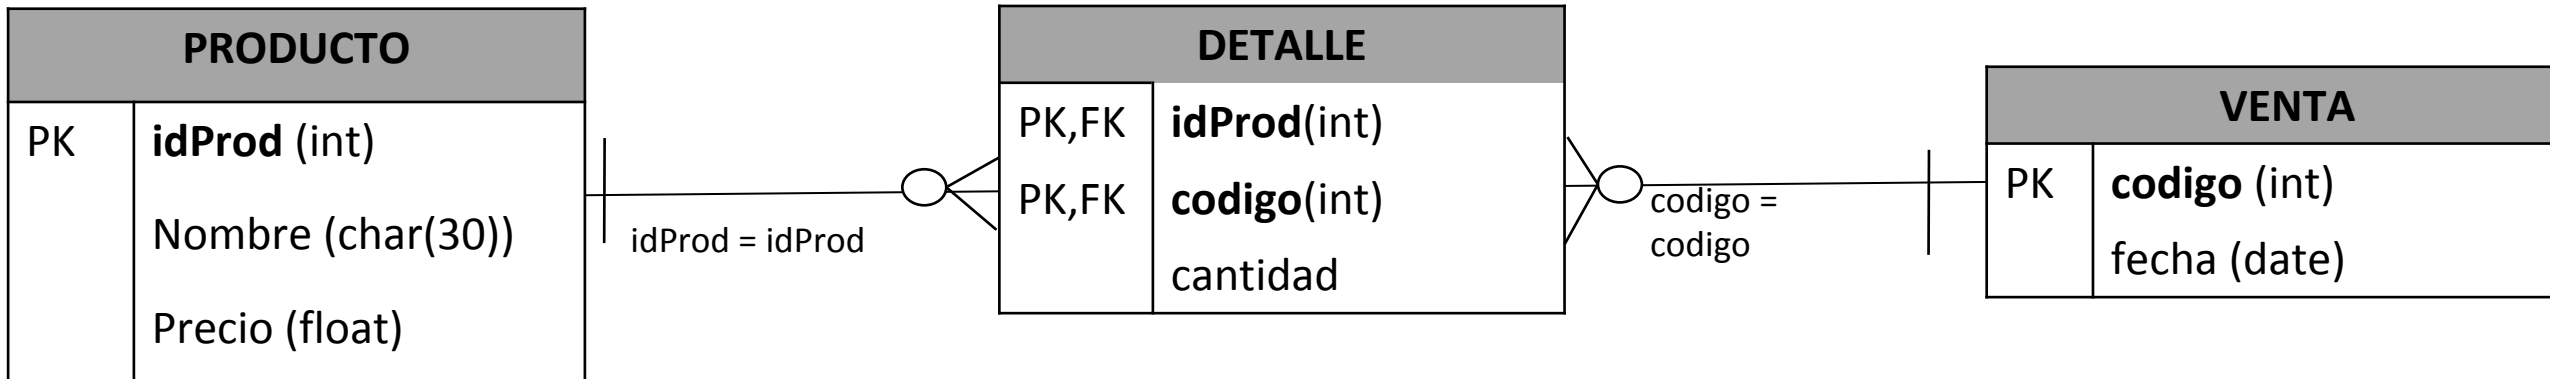 PRODUCTO
PK idProd (int)
Nombre (char(30))
Precio (float)
idProd = idProd
DETALLE
PK,FK idProd(int)
PK,FK codigo(int)
cantidad
codigo =
codigo
VENTA
PK codigo (int)
fecha (date)